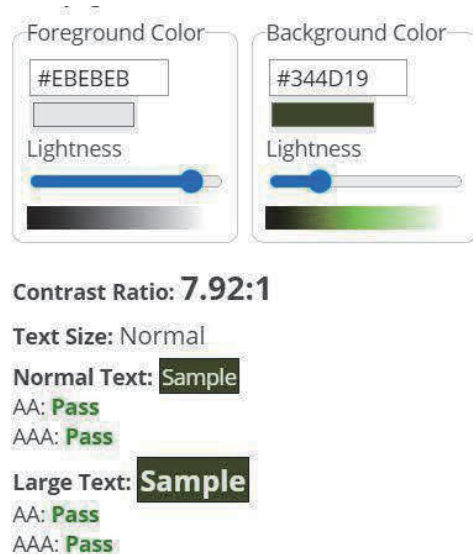 Foreground Color
Background Color
#EBEBEB
#344D19
Lightness
Lightness
Contrast Ratio: 7.92:1
Text Size: Normal
Normal Text: Sample
AA: Pass
AAA: Pass
Large Text: Sample
AA: Pass
AAA: Pass